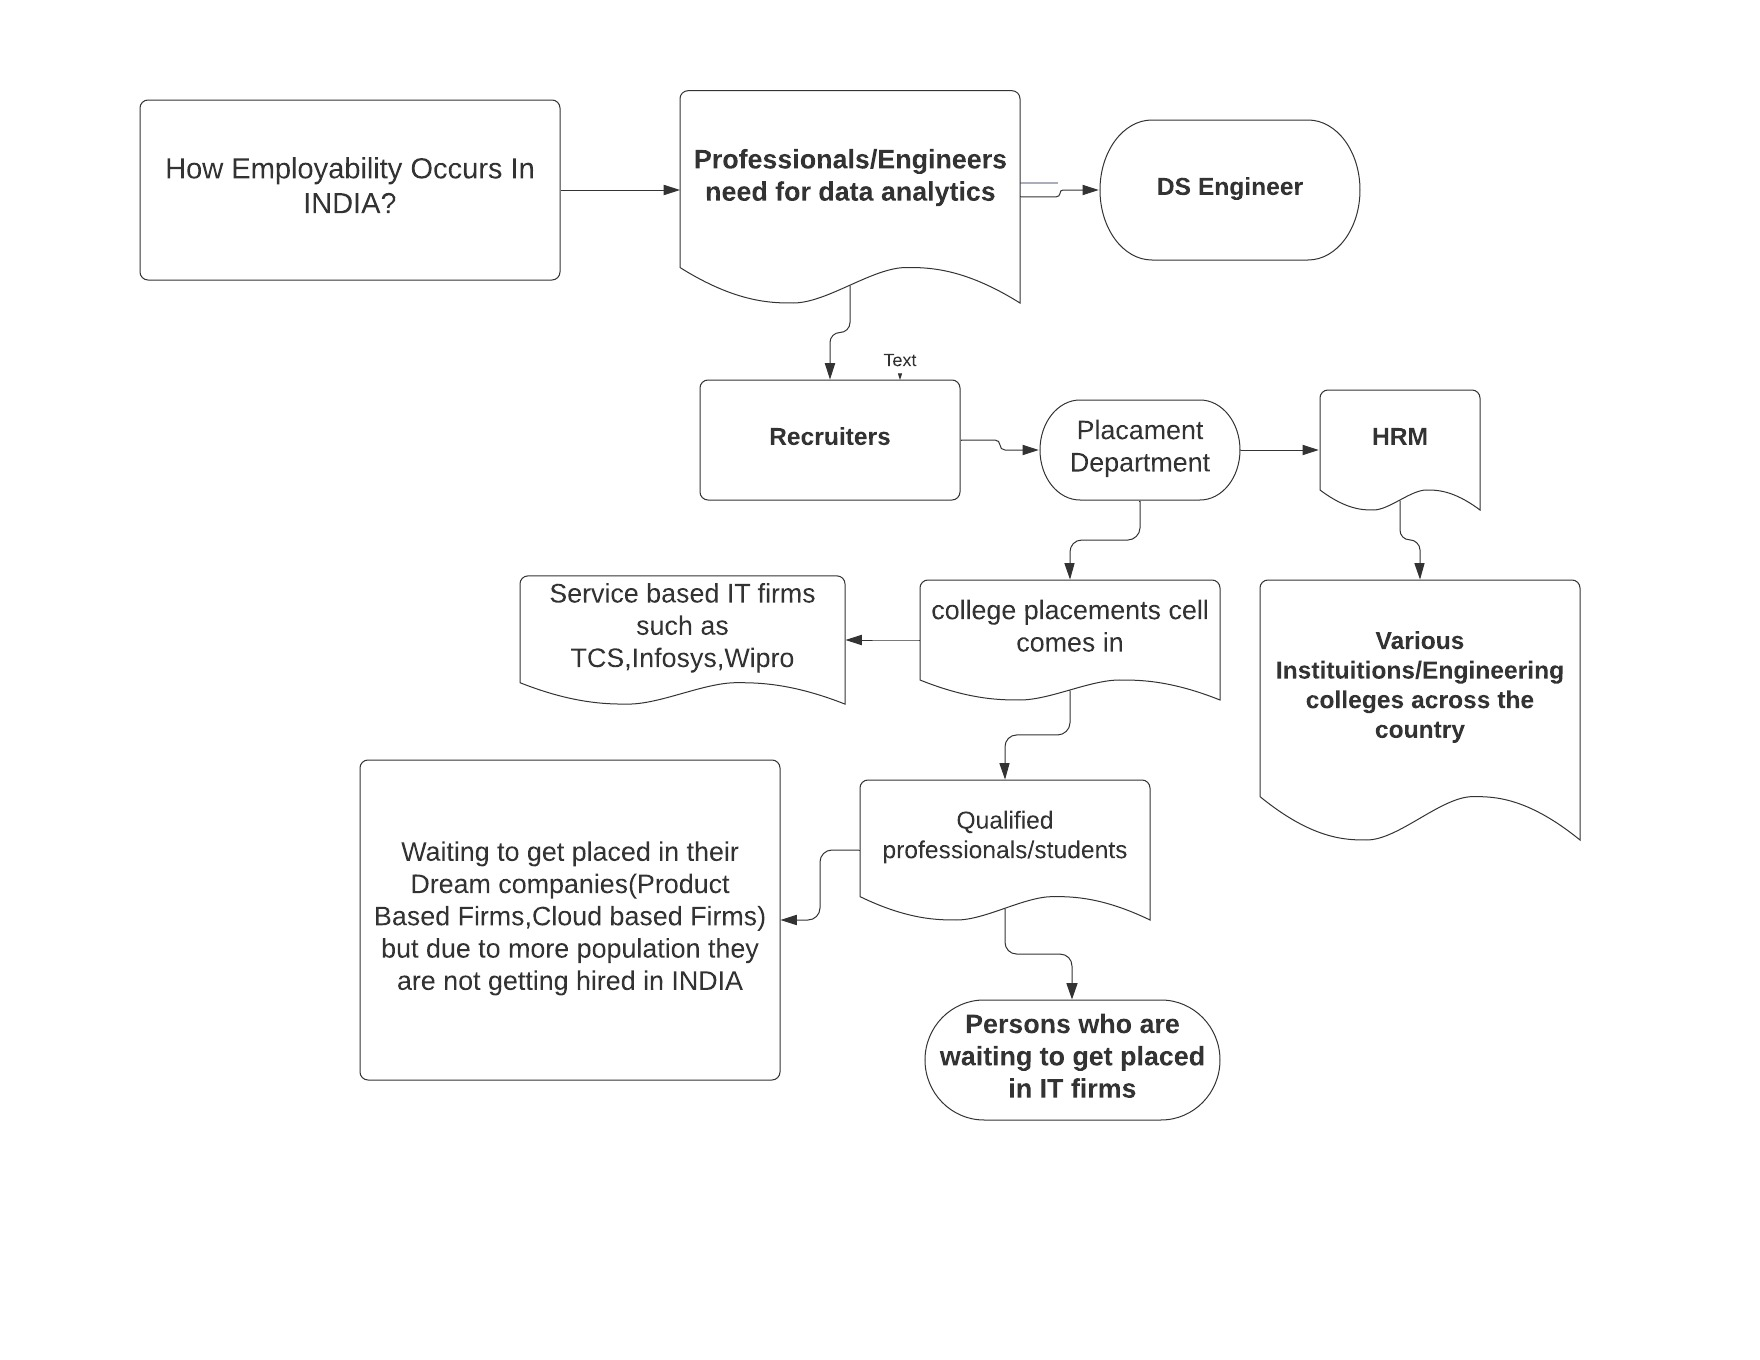 How Employability Occurs In
INDIA?
Professionals/Engineers
need for data analytics
DS Engineer
Text
Recruiters
Placament
Department
HRM
Service based IT firms
such as
TCS,Infosys,Wipro
college placements cell
comes in
Various
Instituitions/Engineering
colleges across the
country
Waiting to get placed in their
Dream companies(Product
Based Firms,Cloud based Firms)
but due to more population they
are not getting hired in INDIA
Qualified
professionals/students
Persons who are
waiting to get placed
in IT firms